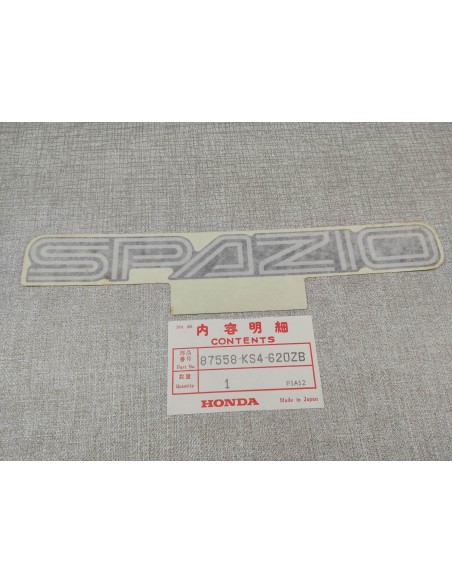 SPAZIO
内容明細
CONTENTS
部品番号
Part No.
87558-KS4-620ZB
数量
Quantity
1
P1A12
HONDA
Made in Japan